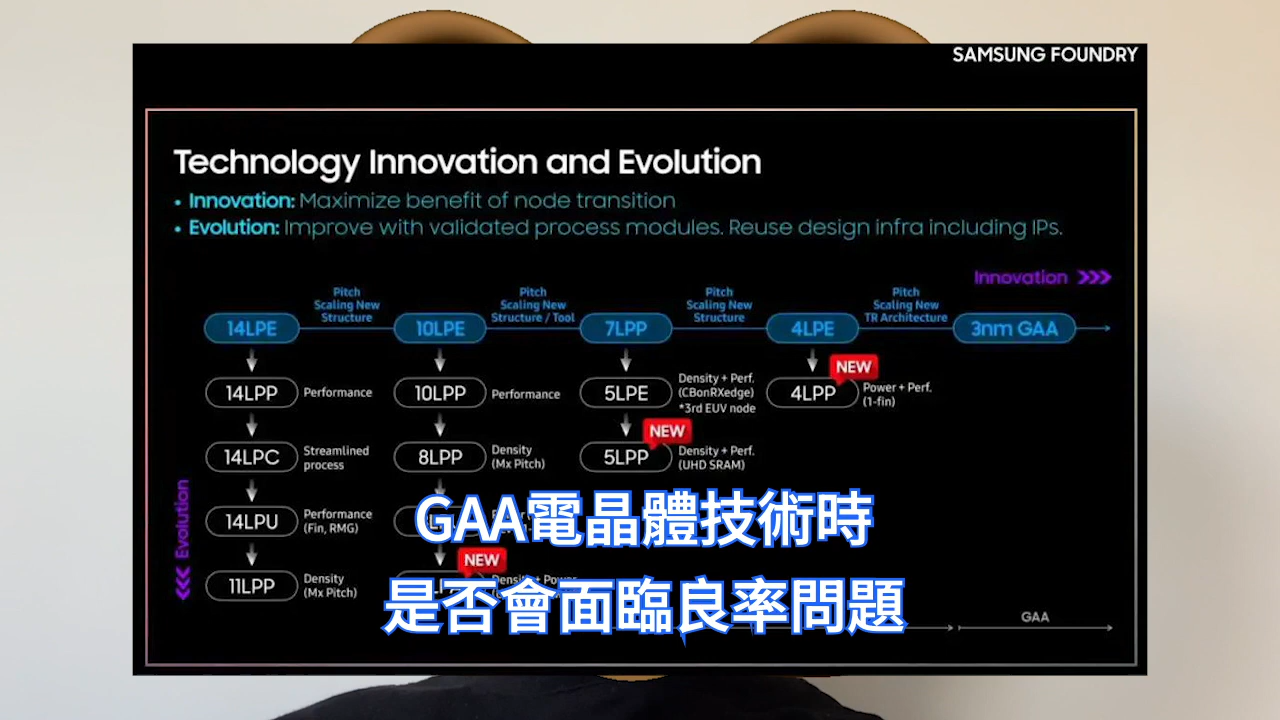 SAMSUNG FOUNDRY
Technology Innovation and Evolution
• Innovation: Maximize benefit of node transition
• Evolution: Improve with validated process modules. Reuse design infra including IPs.
Innovation >>>
Pitch
Scaling New
Structure
Pitch
Scaling New
Structure / Tool
Pitch
Scaling New
Structure
Pitch
Scaling New
TR Architecture
14LPE
10LPE
7LPP
4LPE
3nm GAA
14LPP
Performance
10LPP
Performance
5LPE
Density + Perf.
(CBonRXedge)
*3rd EUV node
NEW
4LPP
Power + Perf.
(1-fin)
14LPC
Streamlined
process
8LPP
Density
(Mx Pitch)
NEW
5LPP
Density + Perf.
(UHD SRAM)
Evolution
14LPU
Performance
(Fin, RMG)
NEW
11LPP
Density
(Mx Pitch)
GAA
GAA電晶體技術時
是否會面臨良率問題